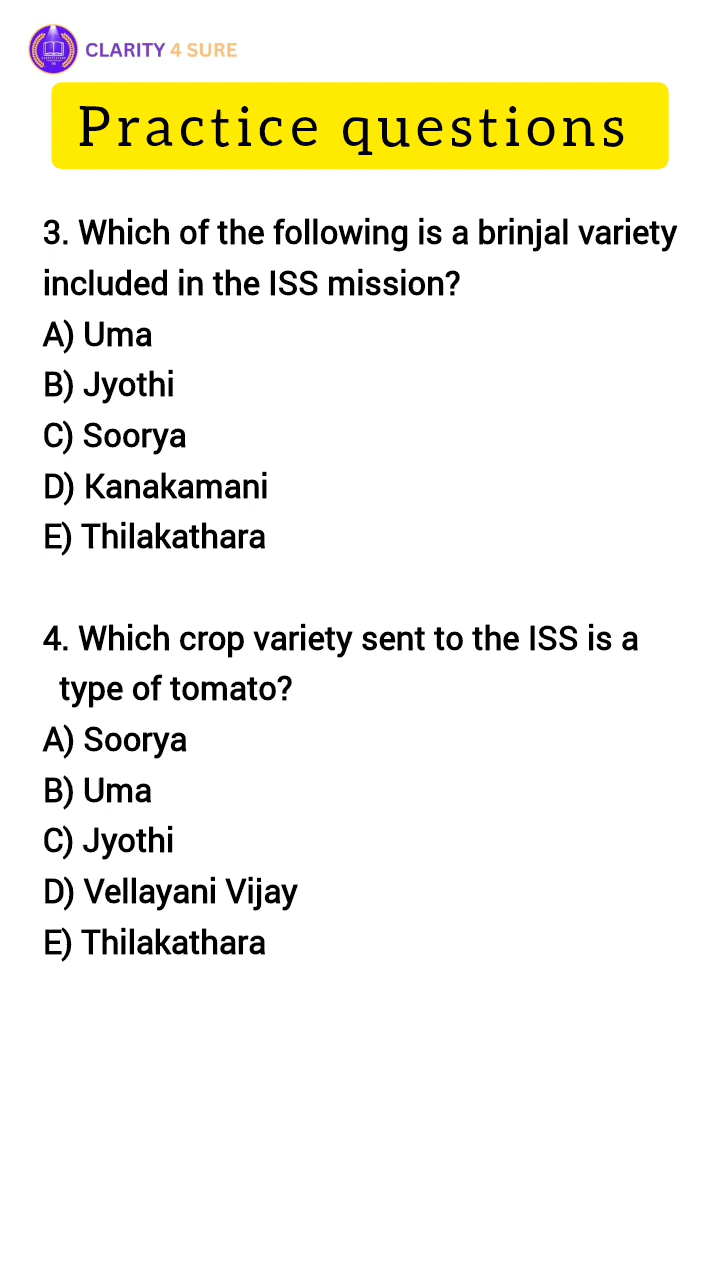 CLARITY 4 SURE
Practice questions
3. Which of the following is a brinjal variety
included in the ISS mission?
A) Uma
B) Jyothi
C) Soorya
D) Kanakamani
E) Thilakathara
4. Which crop variety sent to the ISS is a
type of tomato?
A) Soorya
B) Uma
C) Jyothi
D) Vellayani Vijay
E) Thilakathara